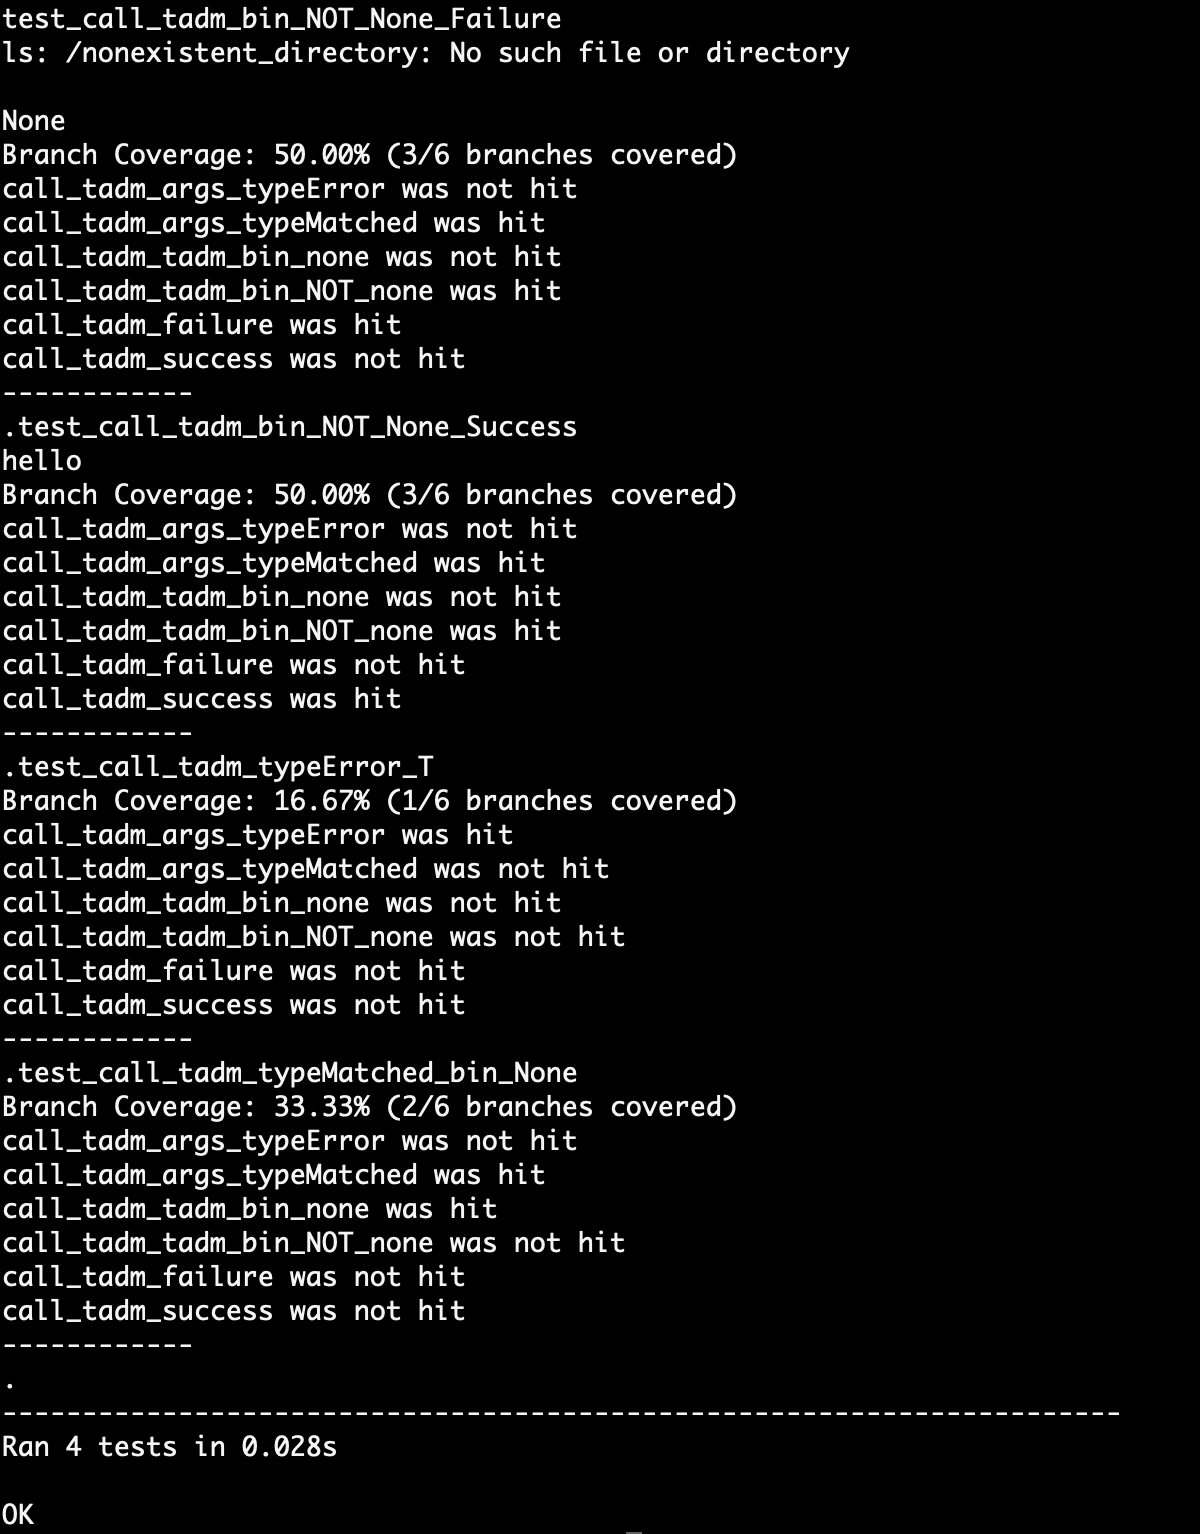 test_call_tadm_bin_NOT_None_Failure
ls: /nonexistent_directory: No such file or directory
None
Branch Coverage: 50.00% (3/6 branches covered)
call_tadm_args_typeError was not hit
call_tadm_args_typeMatched was hit
call_tadm_tadm_bin_none was not hit
call_tadm_tadm_bin_NOT_none was hit
call_tadm_failure was hit
call_tadm_success was not hit
------------
.test_call_tadm_bin_NOT_None_Success
hello
Branch Coverage: 50.00% (3/6 branches covered)
call_tadm_args_typeError was not hit
call_tadm_args_typeMatched was hit
call_tadm_tadm_bin_none was not hit
call_tadm_tadm_bin_NOT_none was hit
call_tadm_failure was not hit
call_tadm_success was hit
------------
.test_call_tadm_typeError_T
Branch Coverage: 16.67% (1/6 branches covered)
call_tadm_args_typeError was hit
call_tadm_args_typeMatched was not hit
call_tadm_tadm_bin_none was not hit
call_tadm_tadm_bin_NOT_none was not hit
call_tadm_failure was not hit
call_tadm_success was not hit
------------
.test_call_tadm_typeMatched_bin_None
Branch Coverage: 33.33% (2/6 branches covered)
call_tadm_args_typeError was not hit
call_tadm_args_typeMatched was hit
call_tadm_tadm_bin_none was hit
call_tadm_tadm_bin_NOT_none was not hit
call_tadm_failure was not hit
call_tadm_success was not hit
------------
.
----------------------------------------------------------------------
Ran 4 tests in 0.028s
OK